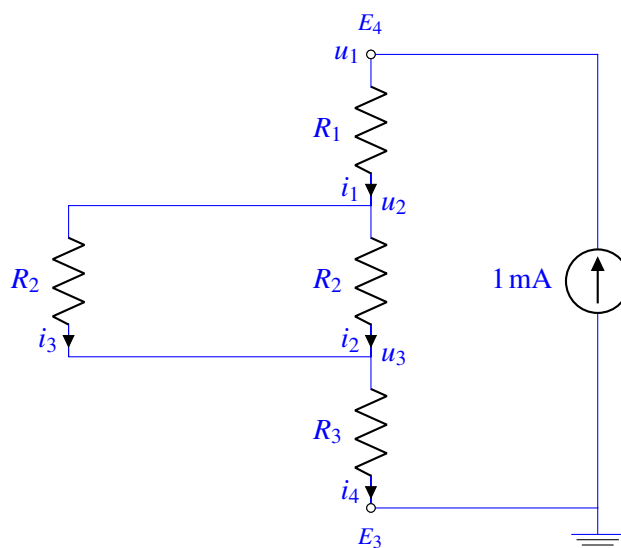 E₄
u₁
R₁
i₁ u₂
R₂ R₂ 1 mA
i₃ i₂ u₃
R₃
i₄
E₃